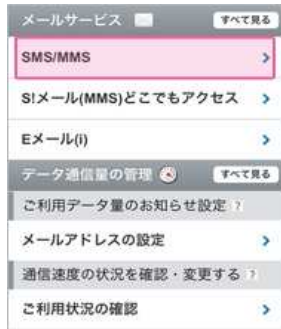 メールサービス
すべて見る
SMS/MMS
S!メール(MMS)どこでもアクセス
Eメール(i)
データ通信量の管理
すべて見る
ご利用データ量のお知らせ設定 ?
メールアドレスの設定
通信速度の状況を確認・変更する ?
ご利用状況の確認